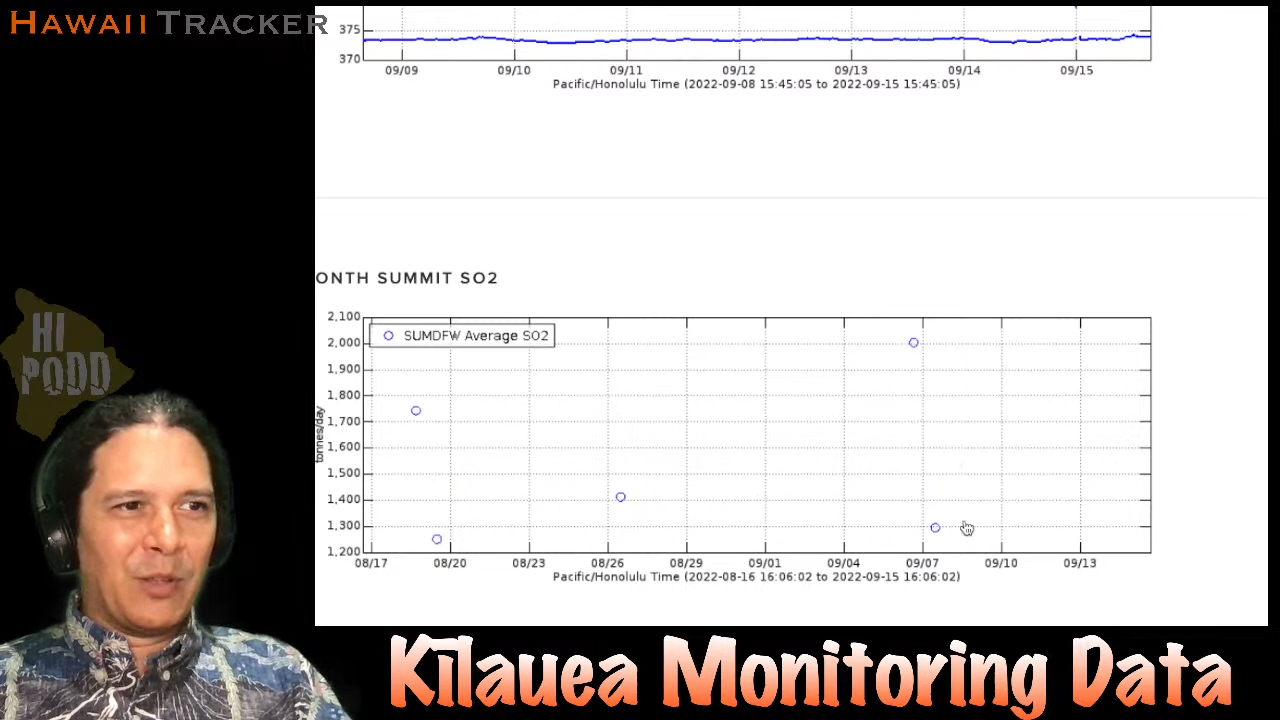 HAWAII TRACKER
375
370
09/09 09/10 09/11 09/12 09/13 09/14 09/15
Pacific/Honolulu Time (2022-09-08 15:45:05 to 2022-09-15 15:45:05)
ONTH SUMMIT SO2
2,100
SUMDFW Average SO2
2,000
1,900
1,800
1,700
1,600
1,500
1,400
1,300
1,200
tonnes/day
08/17 08/20 08/23 08/26 08/29 09/01 09/04 09/07 09/10 09/13
Pacific/Honolulu Time (2022-08-16 16:06:02 to 2022-09-15 16:06:02)
HI
PODD
Kīlauea Monitoring Data